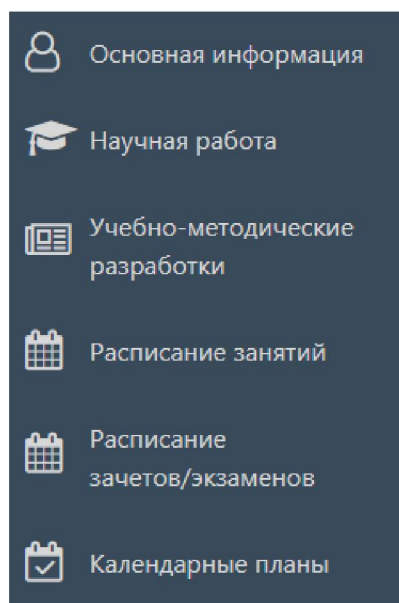 Основная информация
Научная работа
Учебно-методические
разработки
Расписание занятий
Расписание
зачетов/экзаменов
Календарные планы